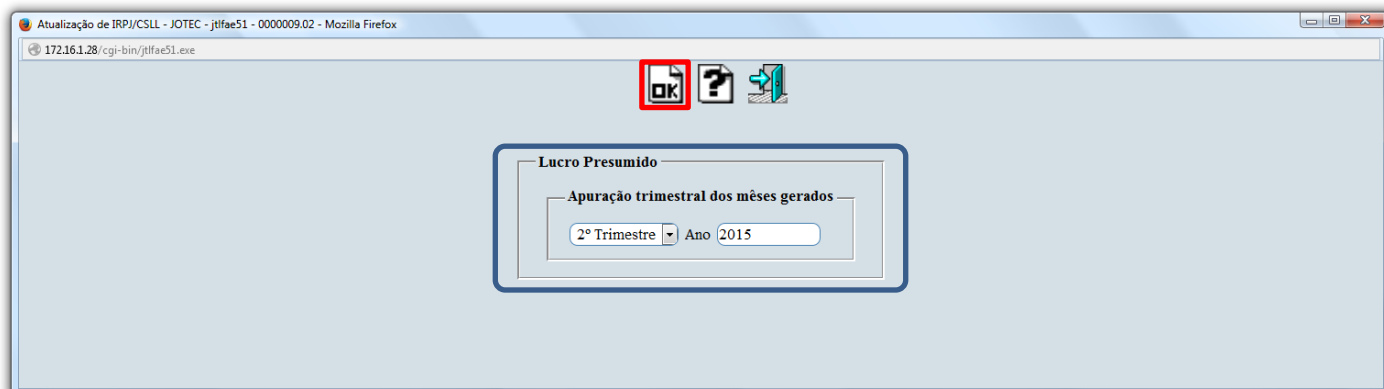 Atualização de IRPJ/CSLL - JOTEC - jtlfae51 - 0000009.02 - Mozilla Firefox
172.16.1.28/cgi-bin/jtlfae51.exe
OK ?
Lucro Presumido
Apuração trimestral dos mêses gerados
2º Trimestre Ano 2015